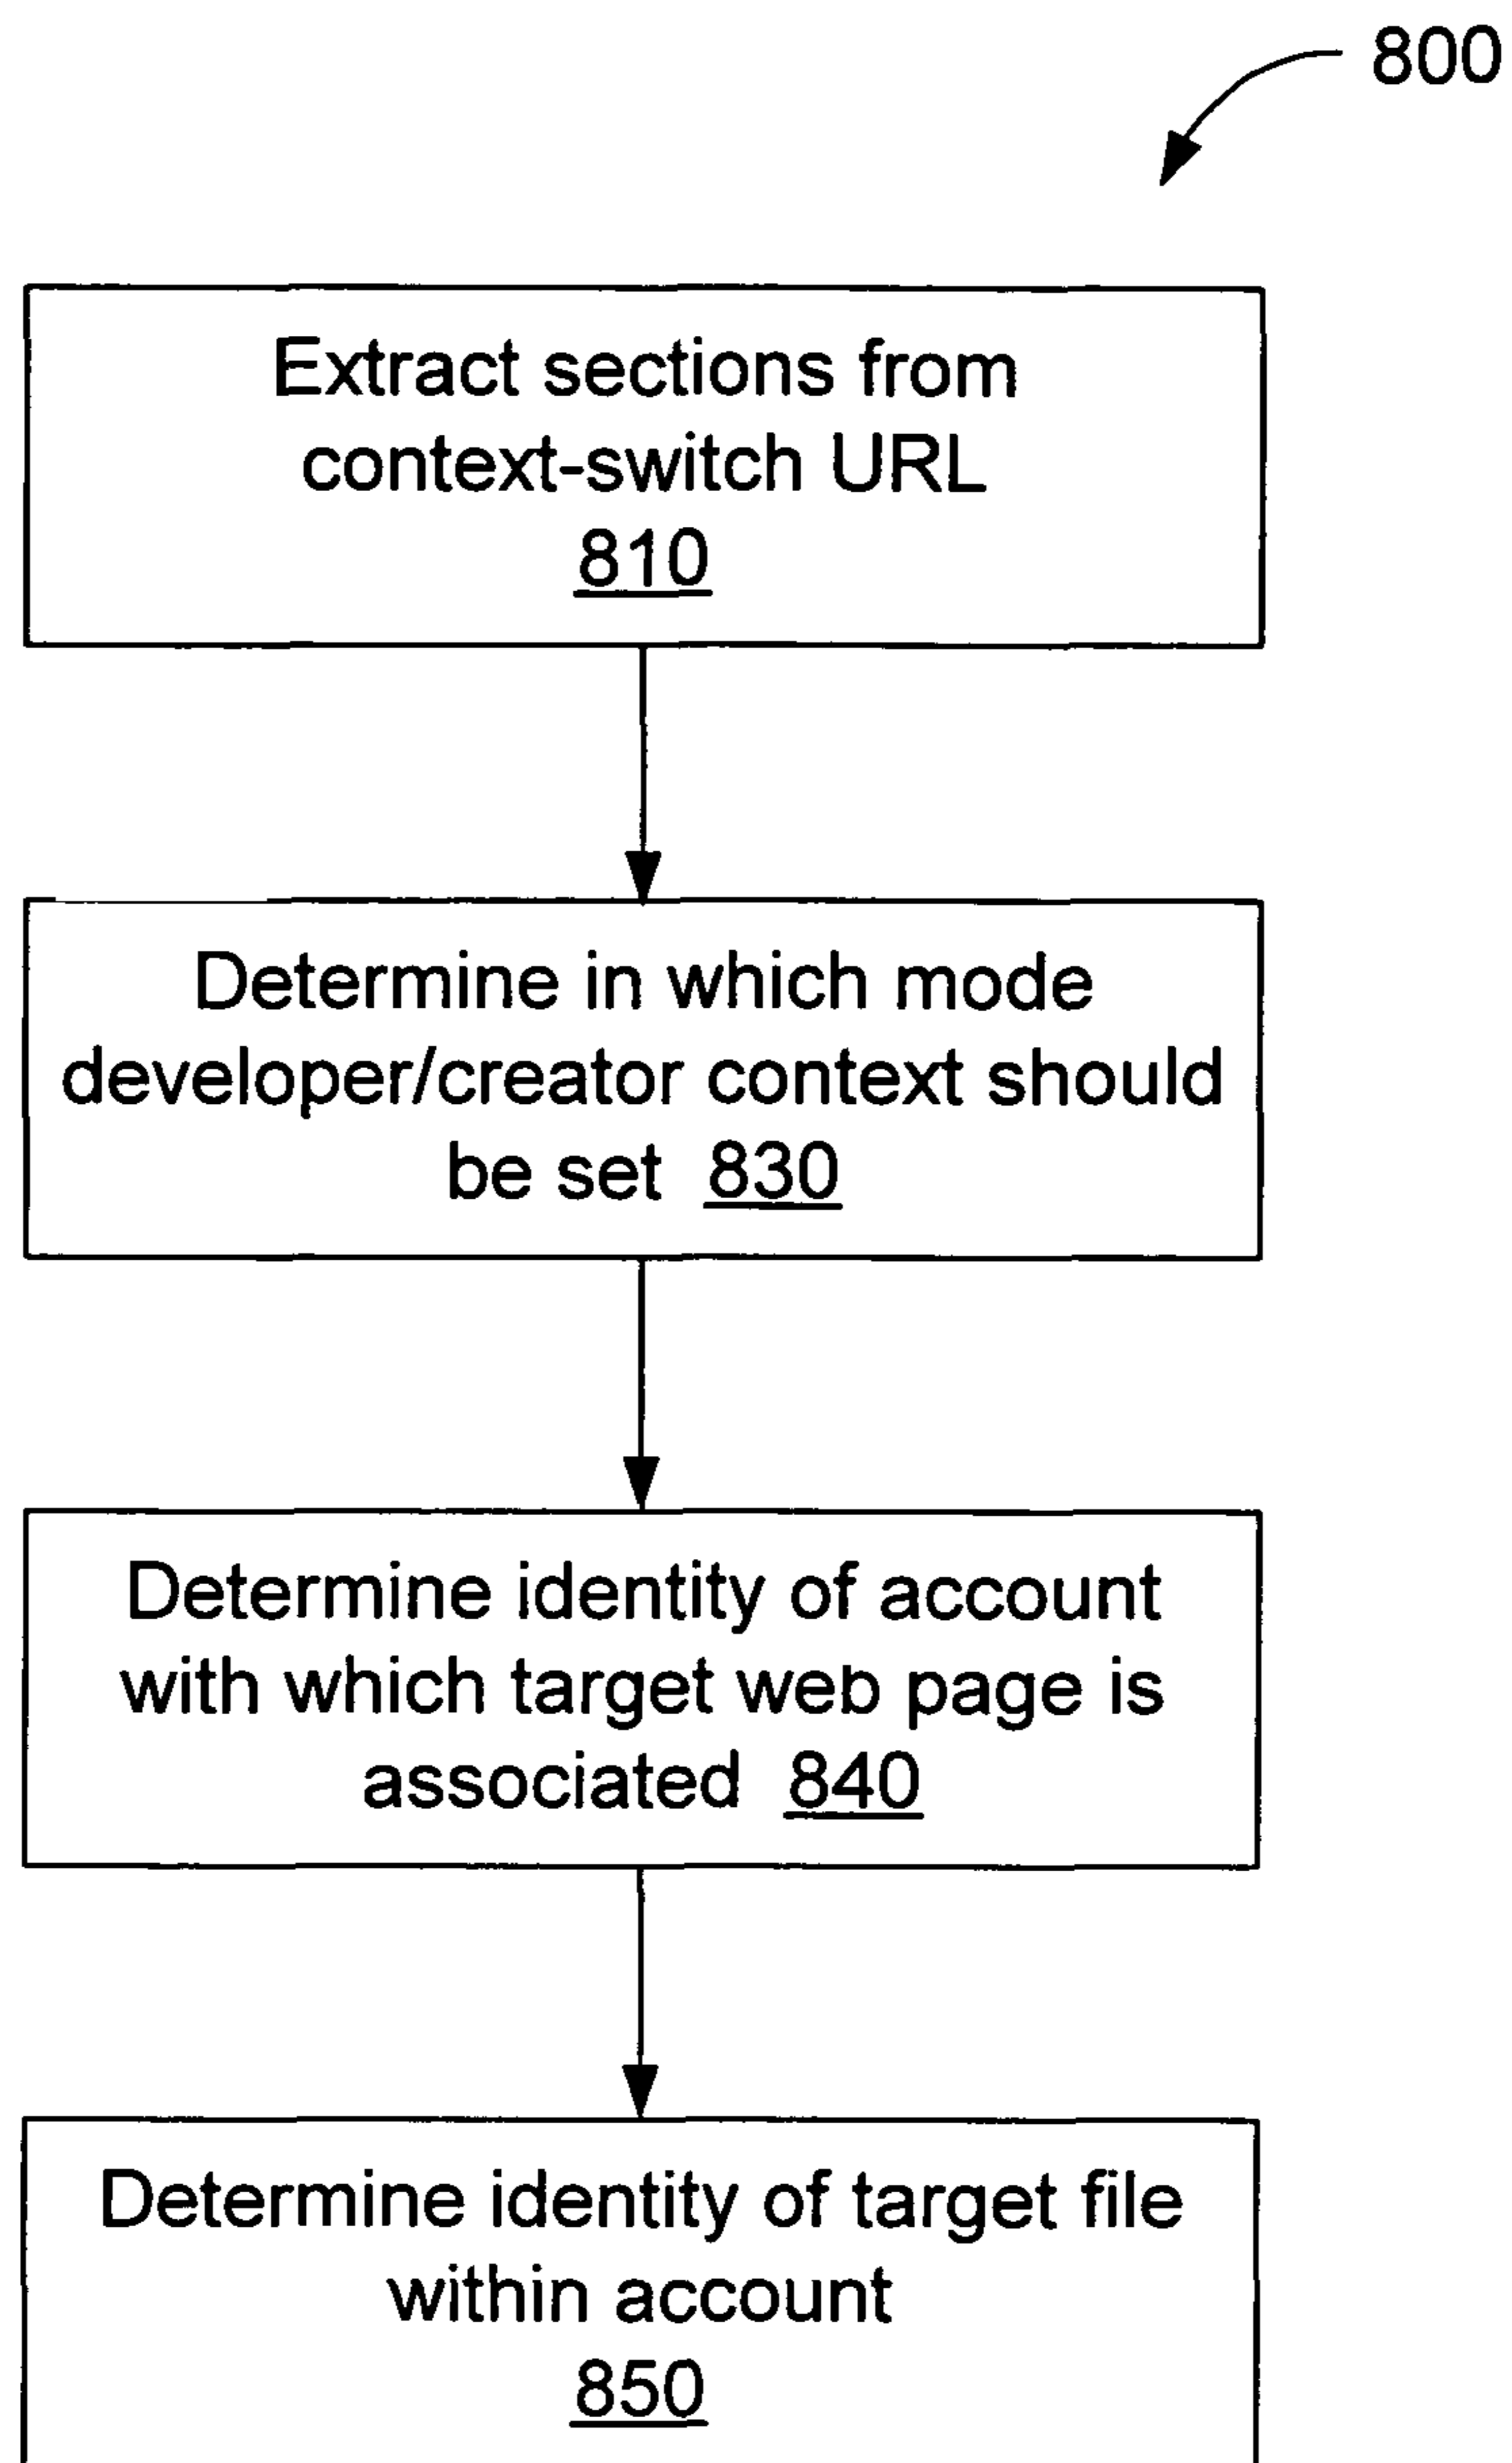 800
Extract sections from
context-switch URL
810
Determine in which mode
developer/creator context should
be set 830
Determine identity of account
with which target web page is
associated 840
Determine identity of target file
within account
850